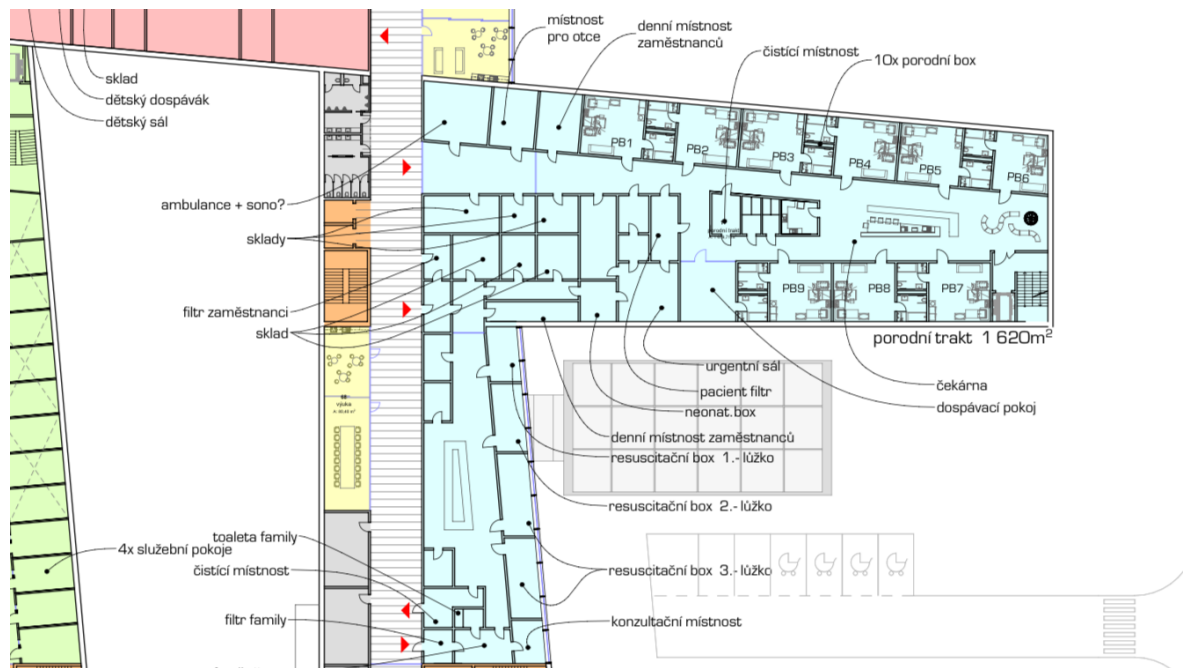 místnost
pro otce
denní místnost
zaměstnanců
čistící místnost
10x porodní box
sklad
dětský dospávák
dětský sál
PB1
PB2
PB3
PB4
PB5
PB6
ambulance + sono?
sklady
porodní trakt
filtr zaměstnanci
sklad
PB9
PB8
PB7
porodní trakt 1 620m²
urgentní sál
pacient filtr
neonat.box
čekárna
dospávací pokoj
výuka
denní místnost zaměstnanců
resuscitační box 1.- lůžko
resuscitační box 2.- lůžko
toaleta family
4x služební pokoje
čistící místnost
resuscitační box 3.- lůžko
filtr family
konzultační místnost